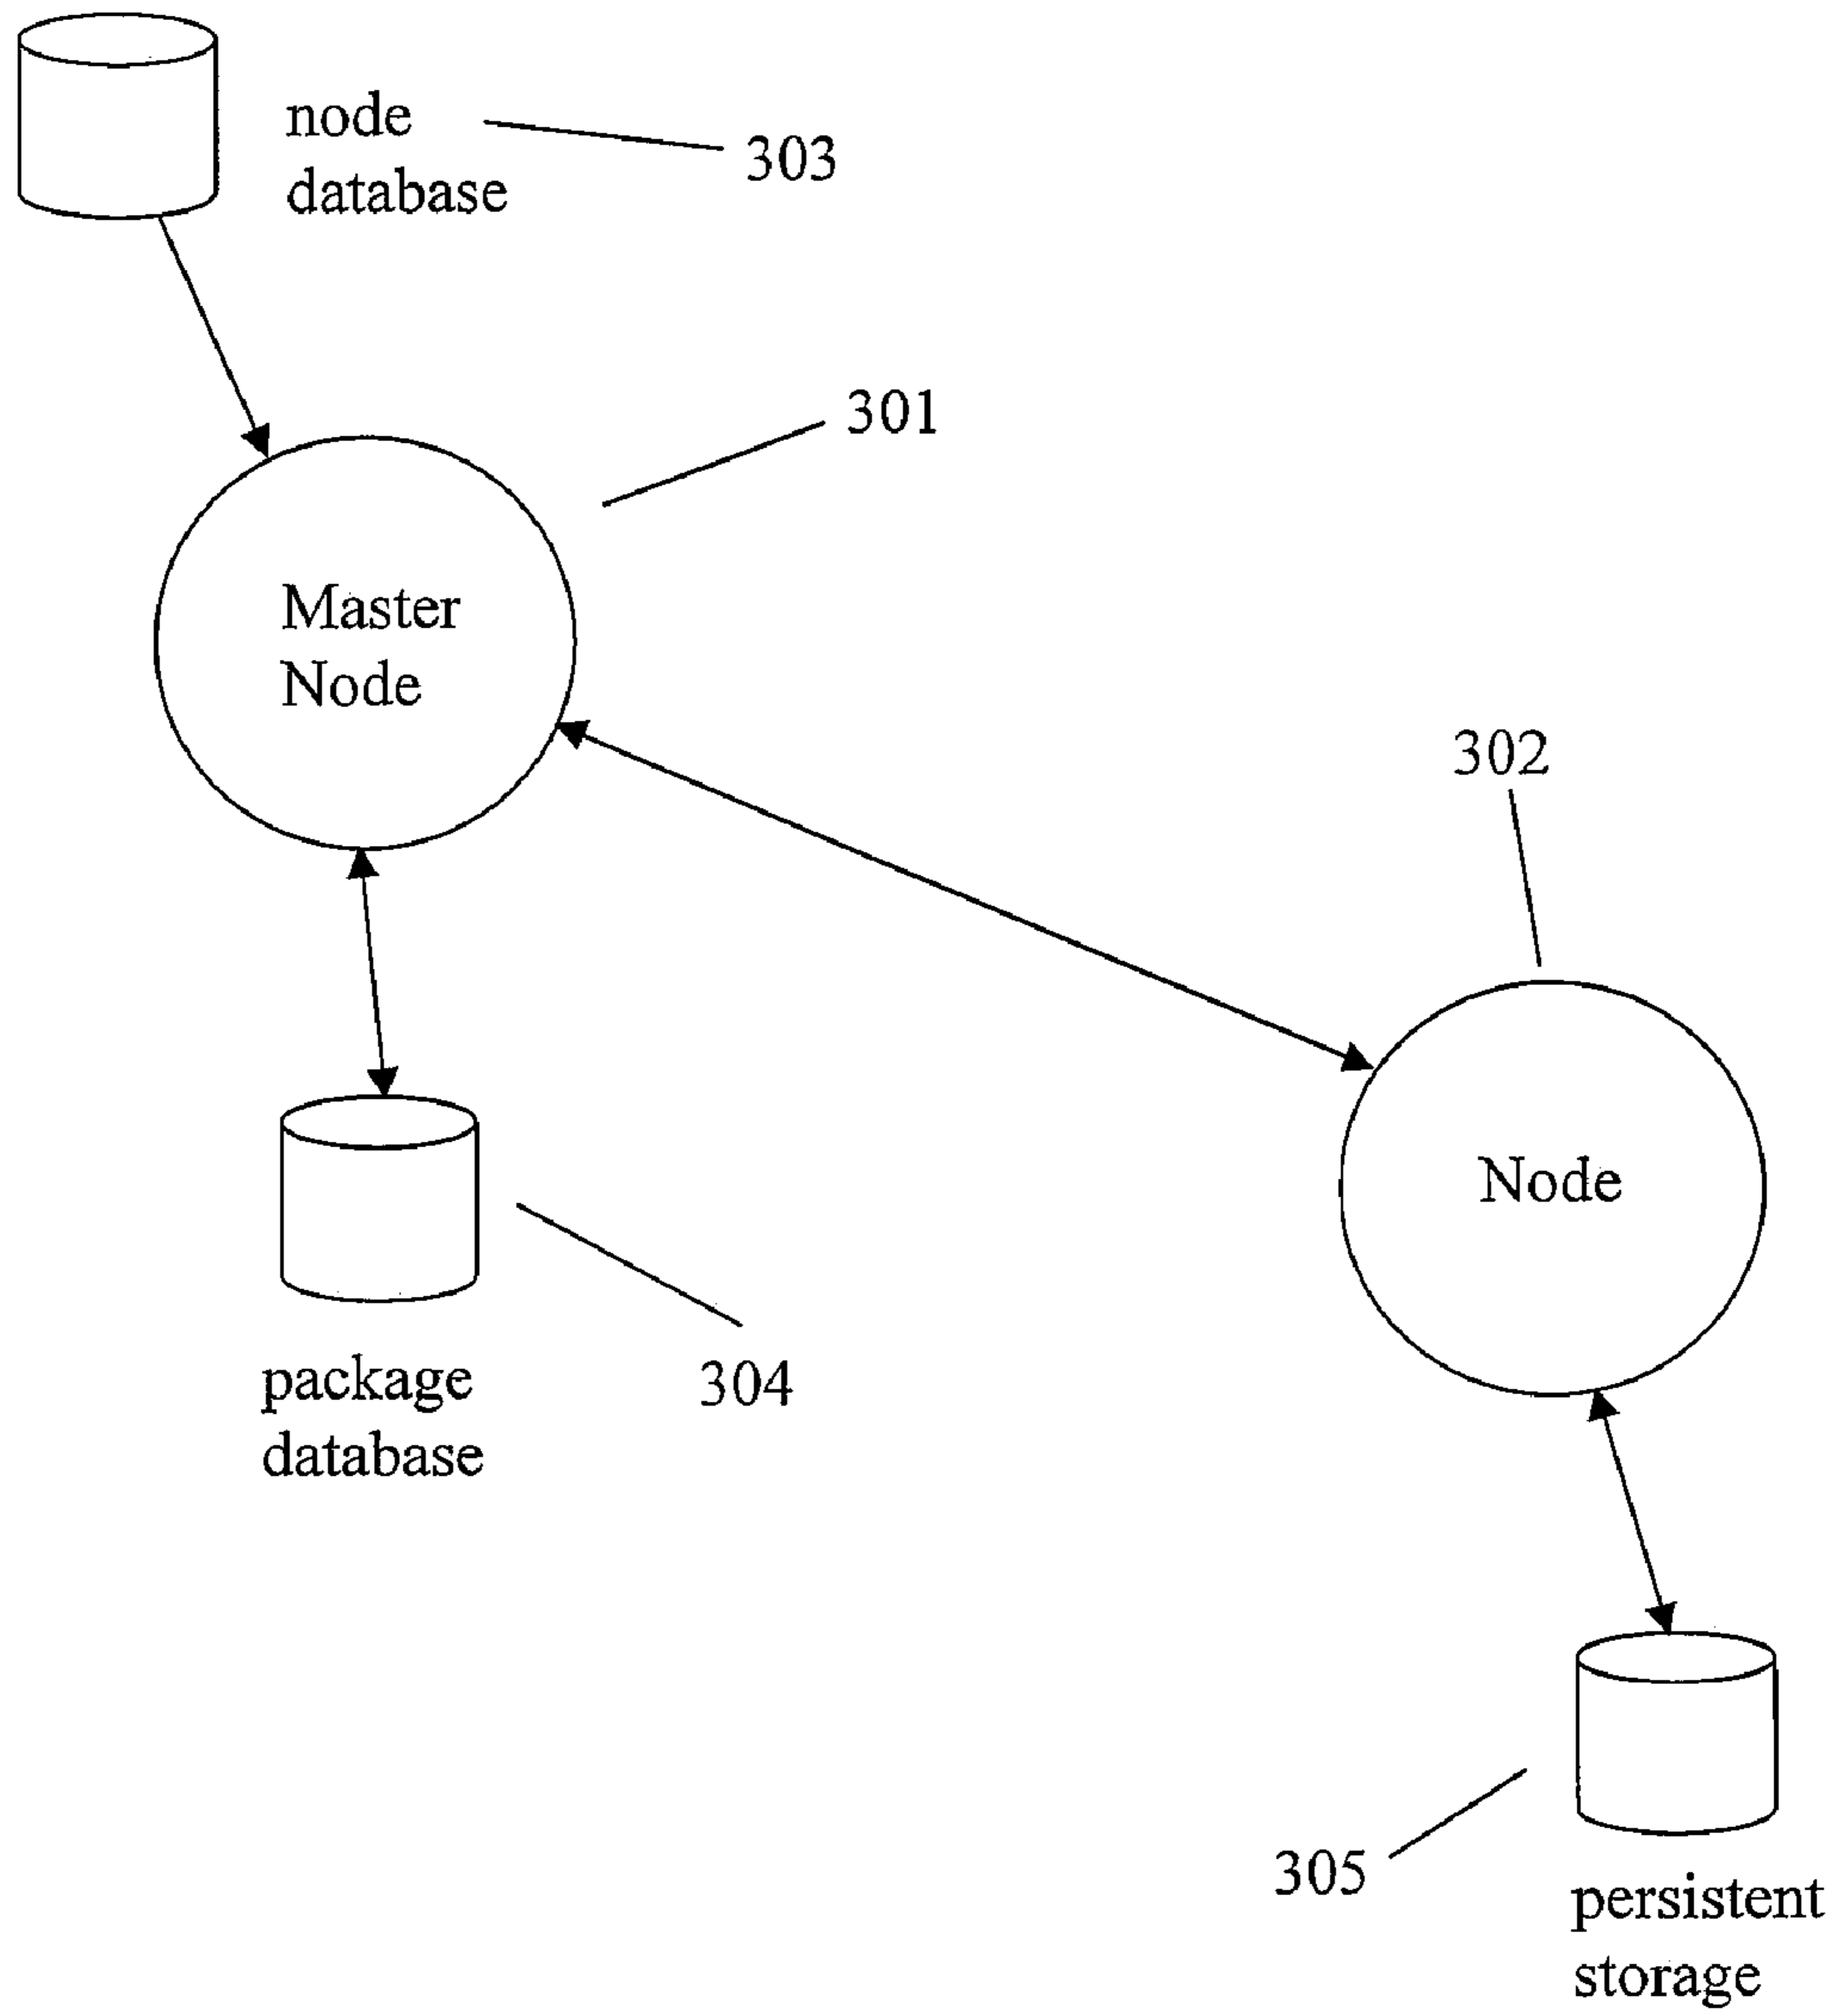 node
database
303
301
Master
Node
302
Node
package
database
304
305
persistent
storage